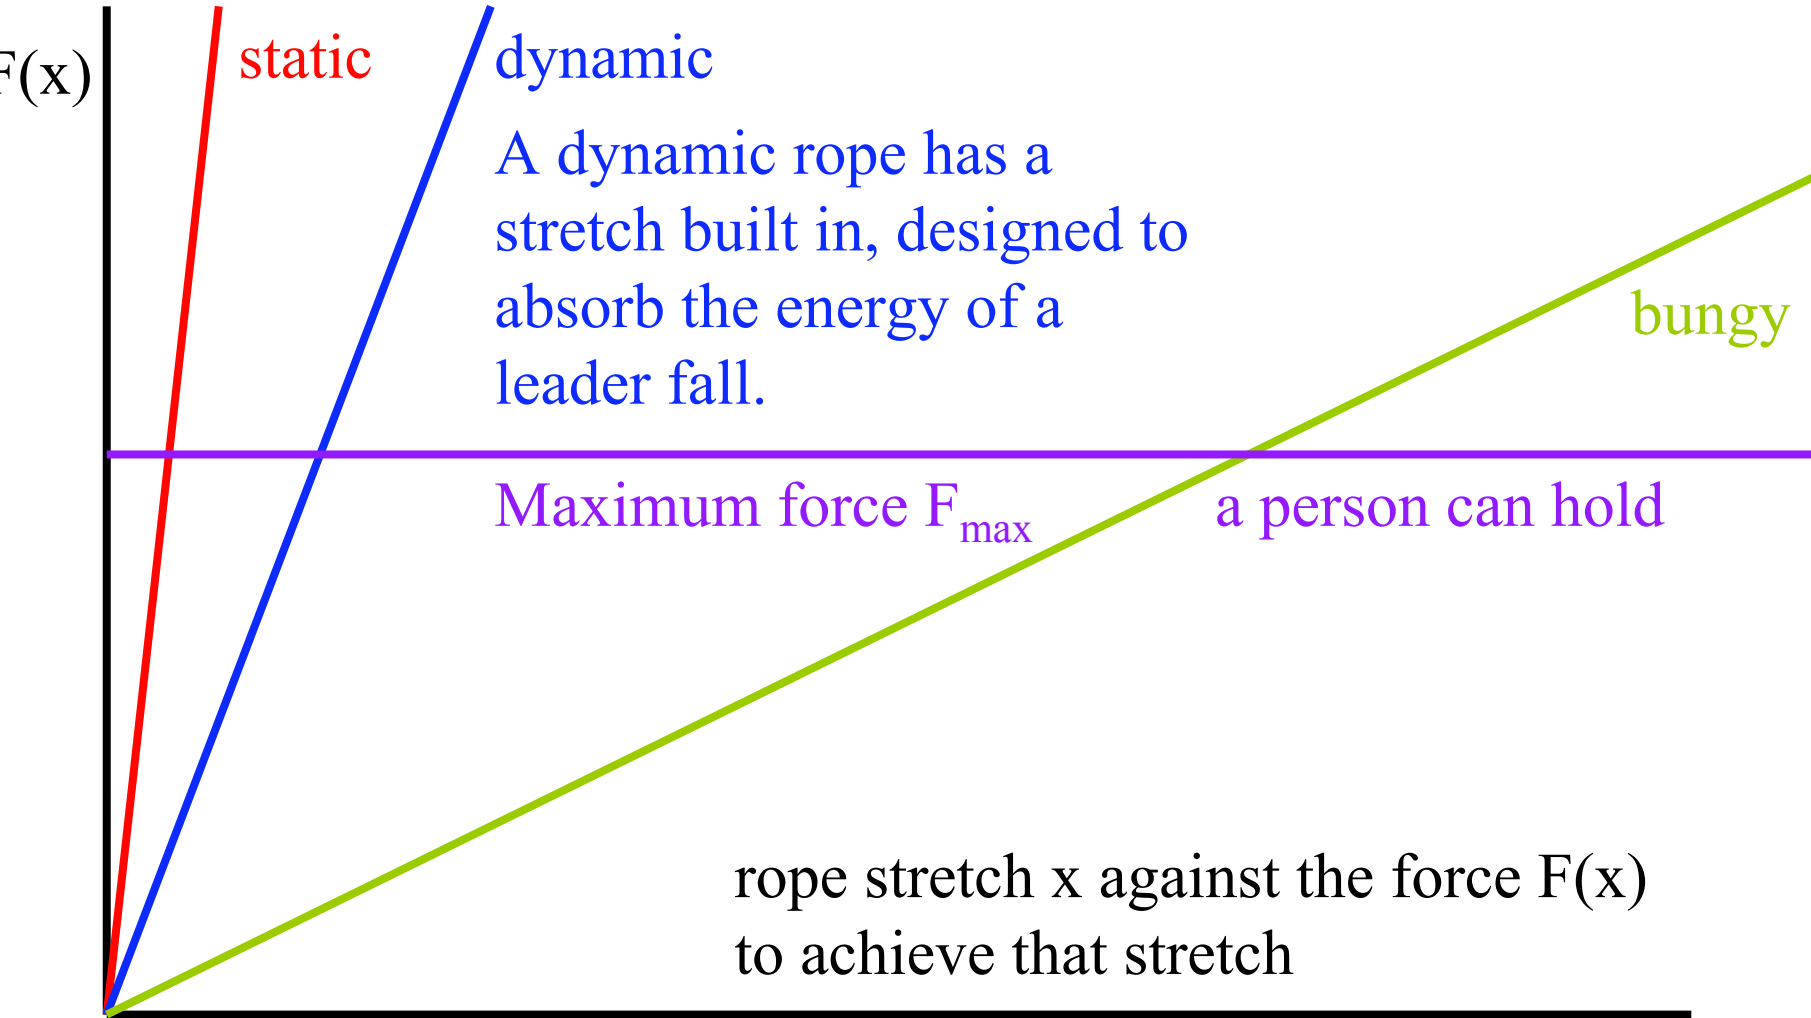 F(x)
static
dynamic
A dynamic rope has a
stretch built in, designed to
absorb the energy of a
leader fall.
bungy
Maximum force Fmax a person can hold
rope stretch x against the force F(x)
to achieve that stretch